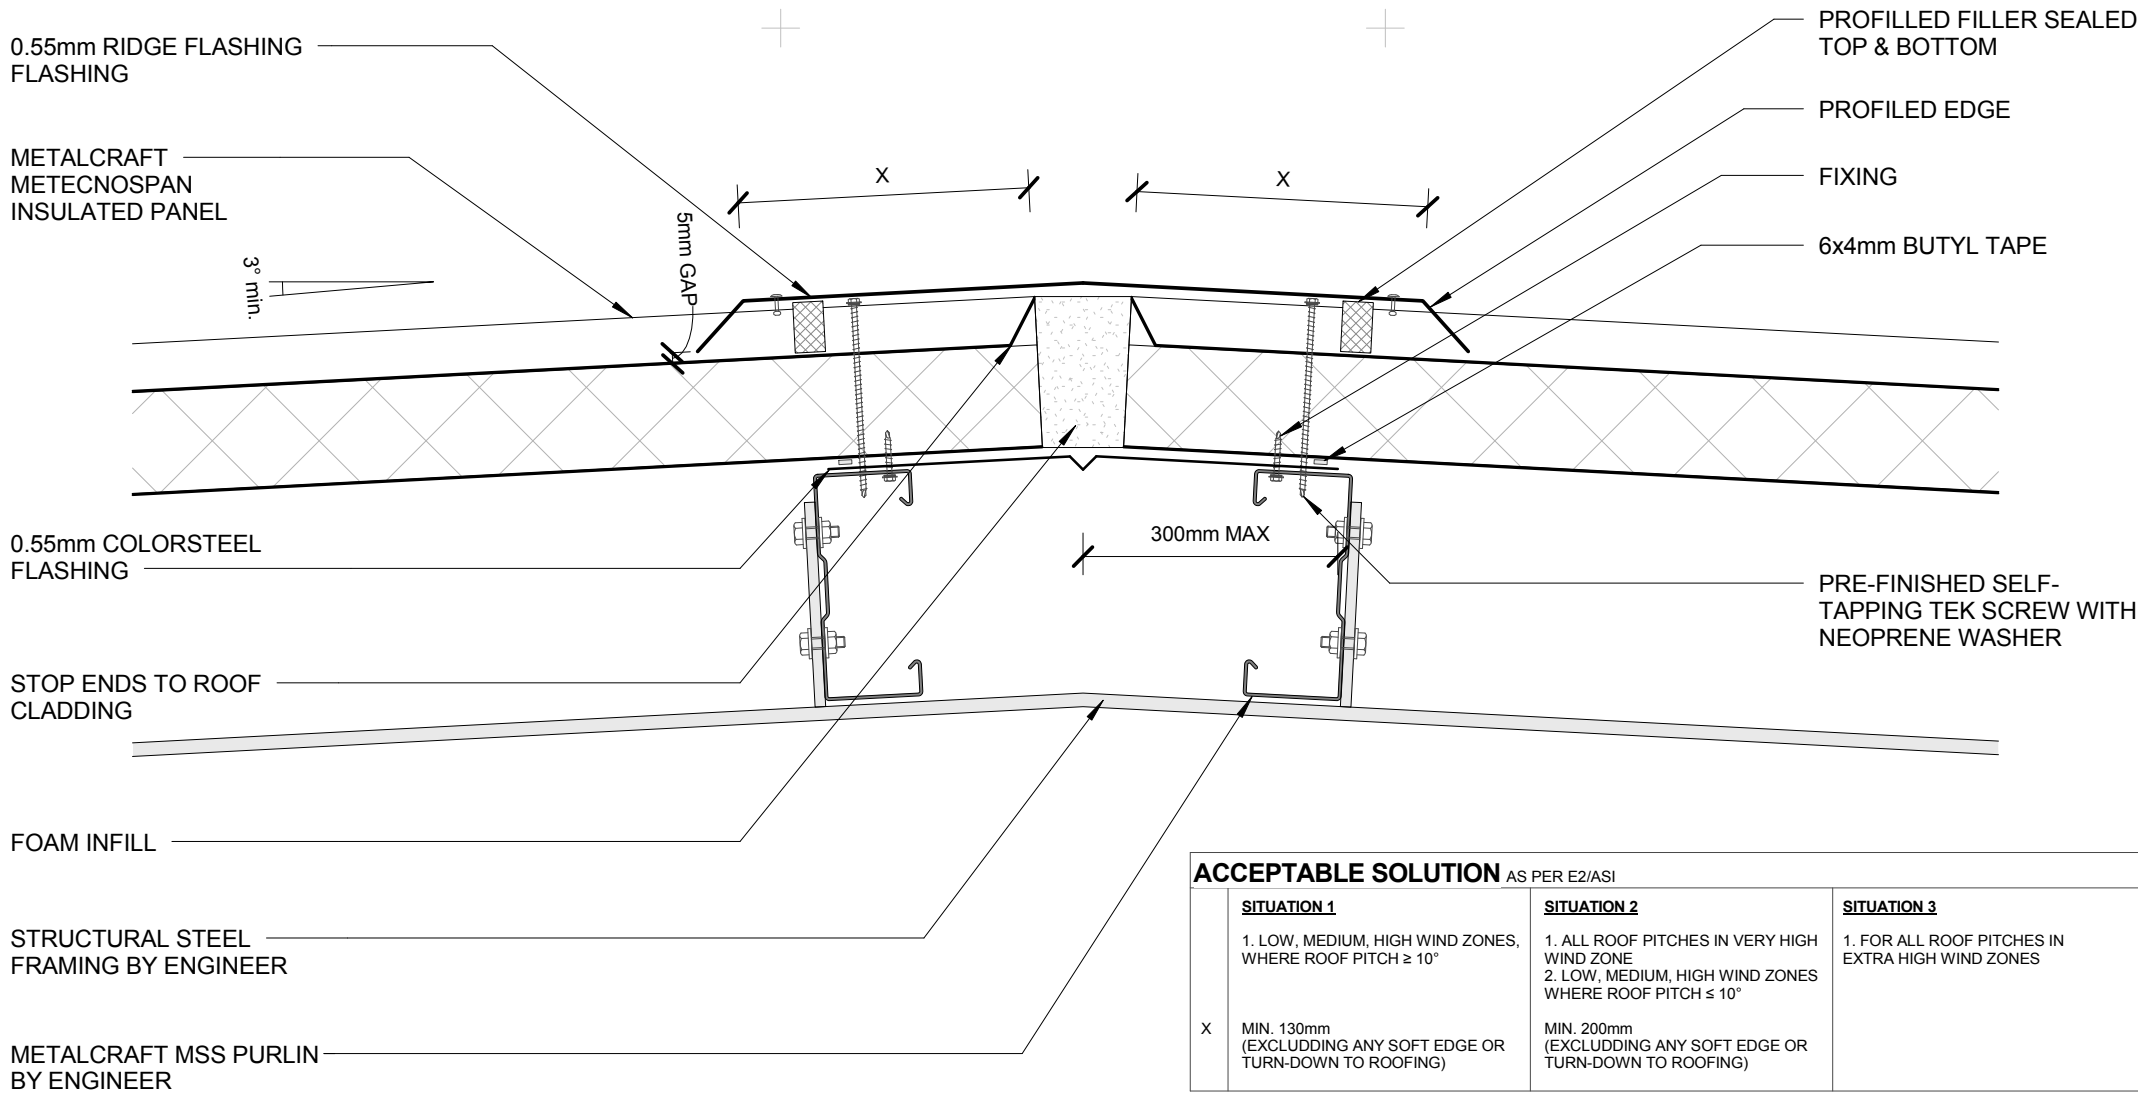 0.55mm RIDGE FLASHING
FLASHING
METALCRAFT
METECNOSPAN
INSULATED PANEL
3° min.
5mm GAP
X
X
PROFILLED FILLER SEALED
TOP & BOTTOM
PROFILED EDGE
FIXING
6x4mm BUTYL TAPE
0.55mm COLORSTEEL
FLASHING
300mm MAX
PRE-FINISHED SELF-
TAPPING TEK SCREW WITH
NEOPRENE WASHER
STOP ENDS TO ROOF
CLADDING
FOAM INFILL
STRUCTURAL STEEL
FRAMING BY ENGINEER
METALCRAFT MSS PURLIN
BY ENGINEER
ACCEPTABLE SOLUTION AS PER E2/ASI
SITUATION 1
1. LOW, MEDIUM, HIGH WIND ZONES,
WHERE ROOF PITCH ≥ 10°
SITUATION 2
1. ALL ROOF PITCHES IN VERY HIGH
WIND ZONE
2. LOW, MEDIUM, HIGH WIND ZONES
WHERE ROOF PITCH ≤ 10°
SITUATION 3
1. FOR ALL ROOF PITCHES IN
EXTRA HIGH WIND ZONES
X
MIN. 130mm
(EXCLUDDING ANY SOFT EDGE OR
TURN-DOWN TO ROOFING)
MIN. 200mm
(EXCLUDDING ANY SOFT EDGE OR
TURN-DOWN TO ROOFING)